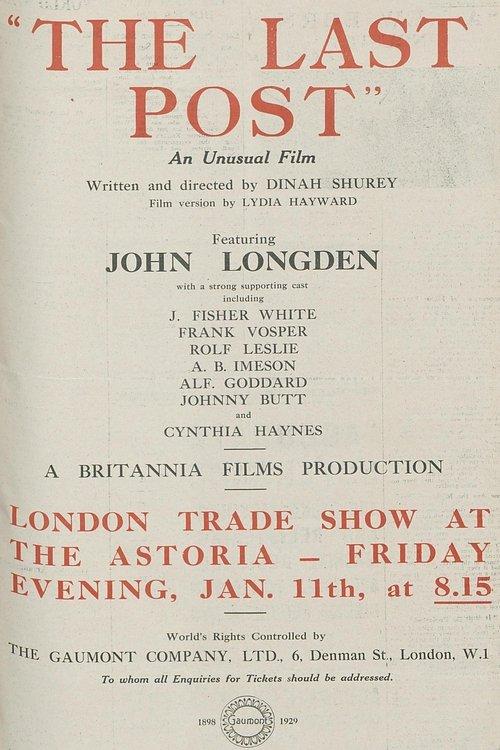 “THE LAST
POST”
An Unusual Film
Written and directed by DINAH SHUREY
Film version by LYDIA HAYWARD
Featuring
JOHN LONGDEN
with a strong supporting cast
including
J. FISHER WHITE
FRANK VOSPER
ROLF LESLIE
A. B. IMESON
ALF. GODDARD
JOHNNY BUTT
and
CYNTHIA HAYNES
A BRITANNIA FILMS PRODUCTION
LONDON TRADE SHOW AT
THE ASTORIA – FRIDAY
EVENING, JAN. 11th, at 8.15
World's Rights Controlled by
THE GAUMONT COMPANY, LTD., 6, Denman St., London, W.1
To whom all Enquiries for Tickets should be addressed.
1898 Gaumont 1929